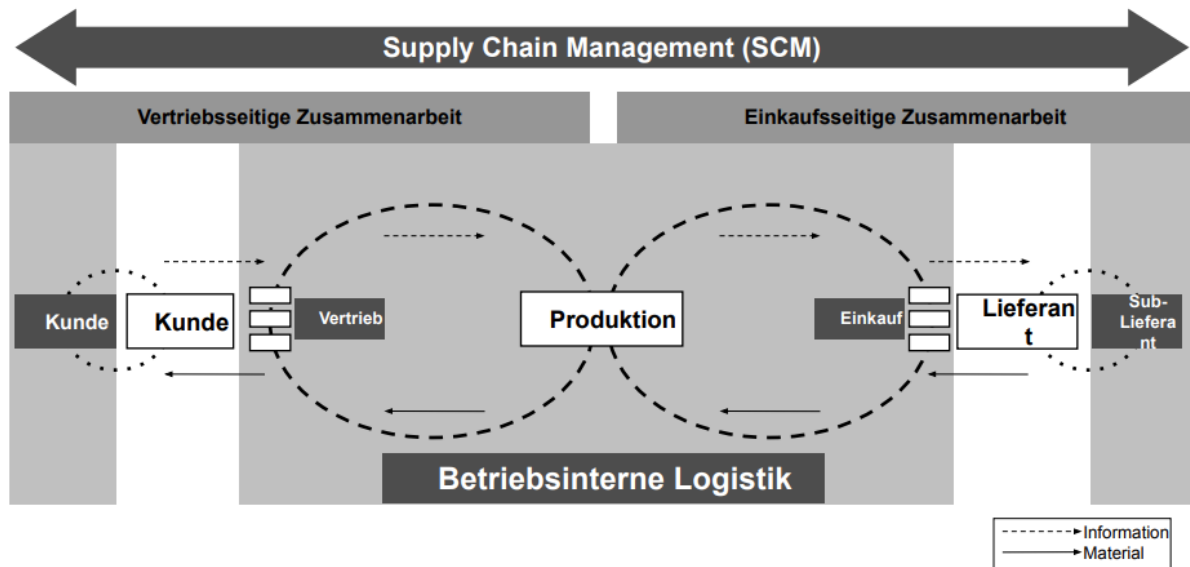 Supply Chain Management (SCM)
Vertriebsseitige Zusammenarbeit
Einkaufsseitige Zusammenarbeit
Kunde
Kunde
Vertrieb
Produktion
Einkauf
Lieferan
t
Sub-
Liefera
nt
Betriebsinterne Logistik
Information
Material